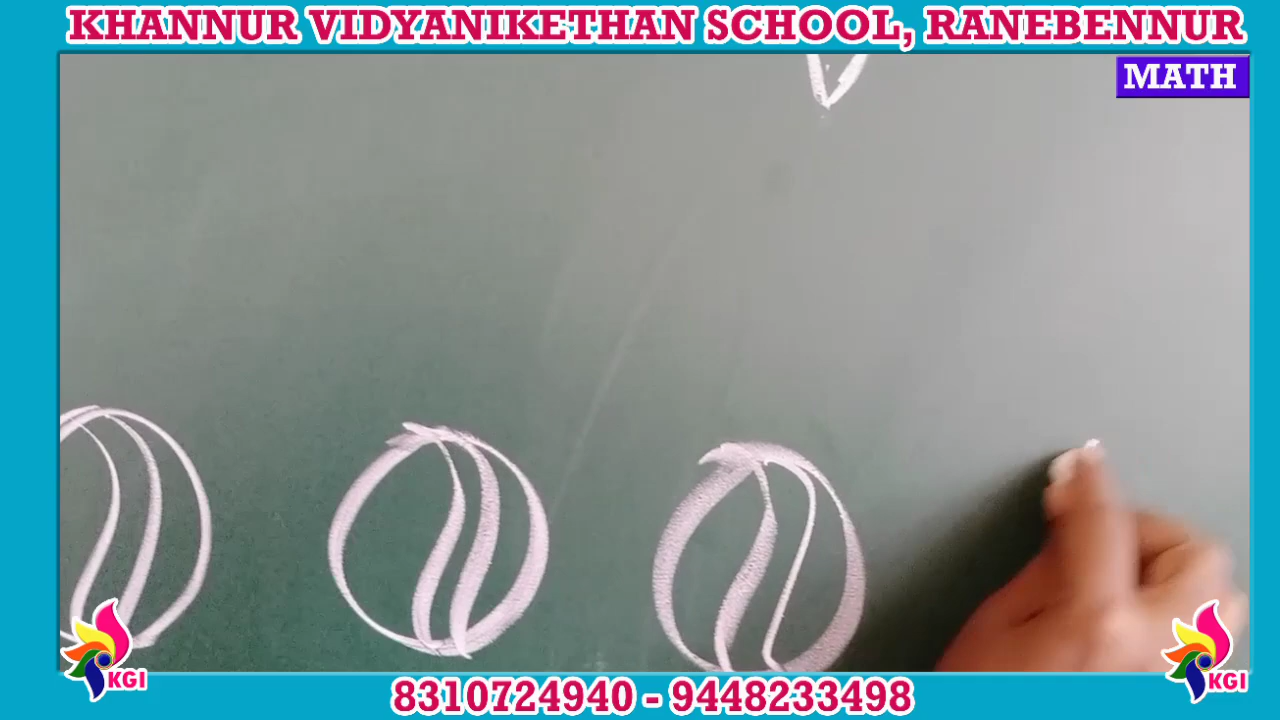 KHANNUR VIDYANIKETHAN SCHOOL, RANEBENNUR
MATH
KGI
KGI
8310724940 - 9448233498